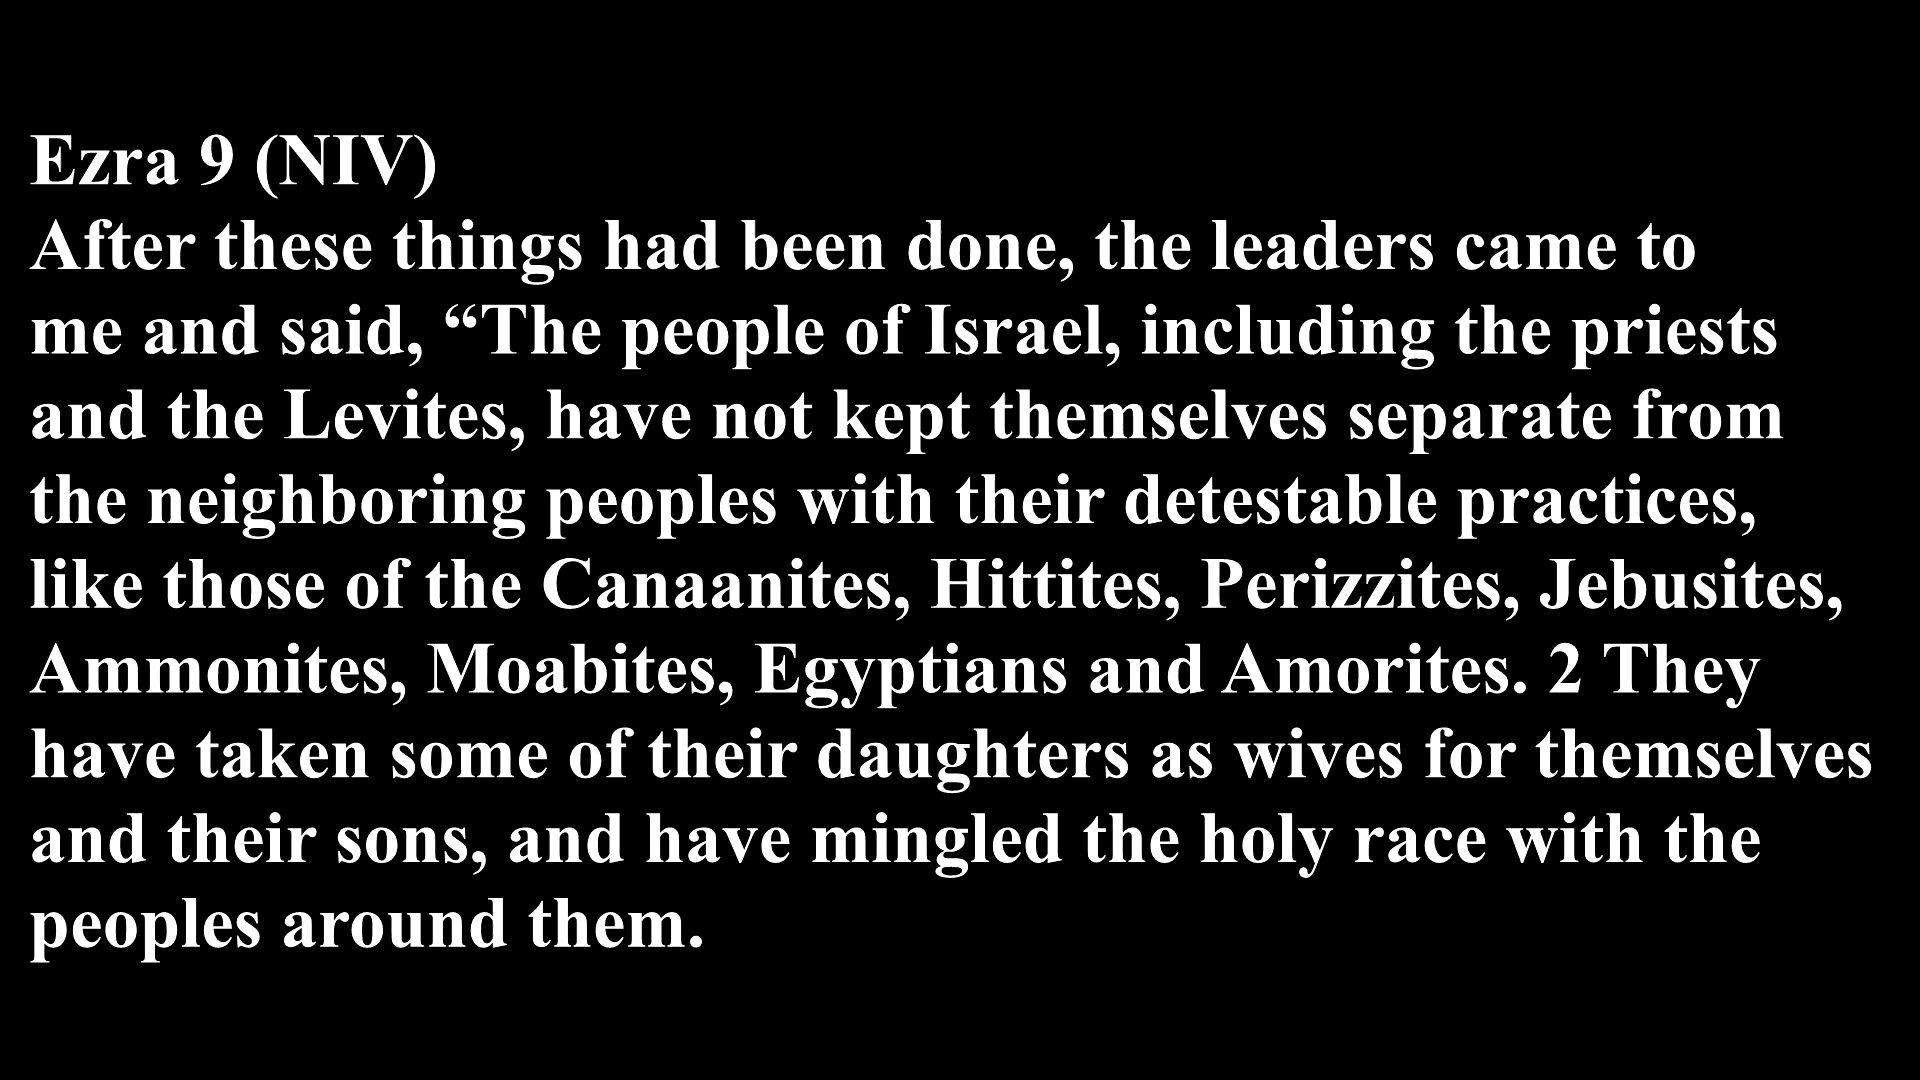 Ezra 9 (NIV)
After these things had been done, the leaders came to
me and said, “The people of Israel, including the priests
and the Levites, have not kept themselves separate from
the neighboring peoples with their detestable practices,
like those of the Canaanites, Hittites, Perizzites, Jebusites,
Ammonites, Moabites, Egyptians and Amorites. 2 They
have taken some of their daughters as wives for themselves
and their sons, and have mingled the holy race with the
peoples around them.